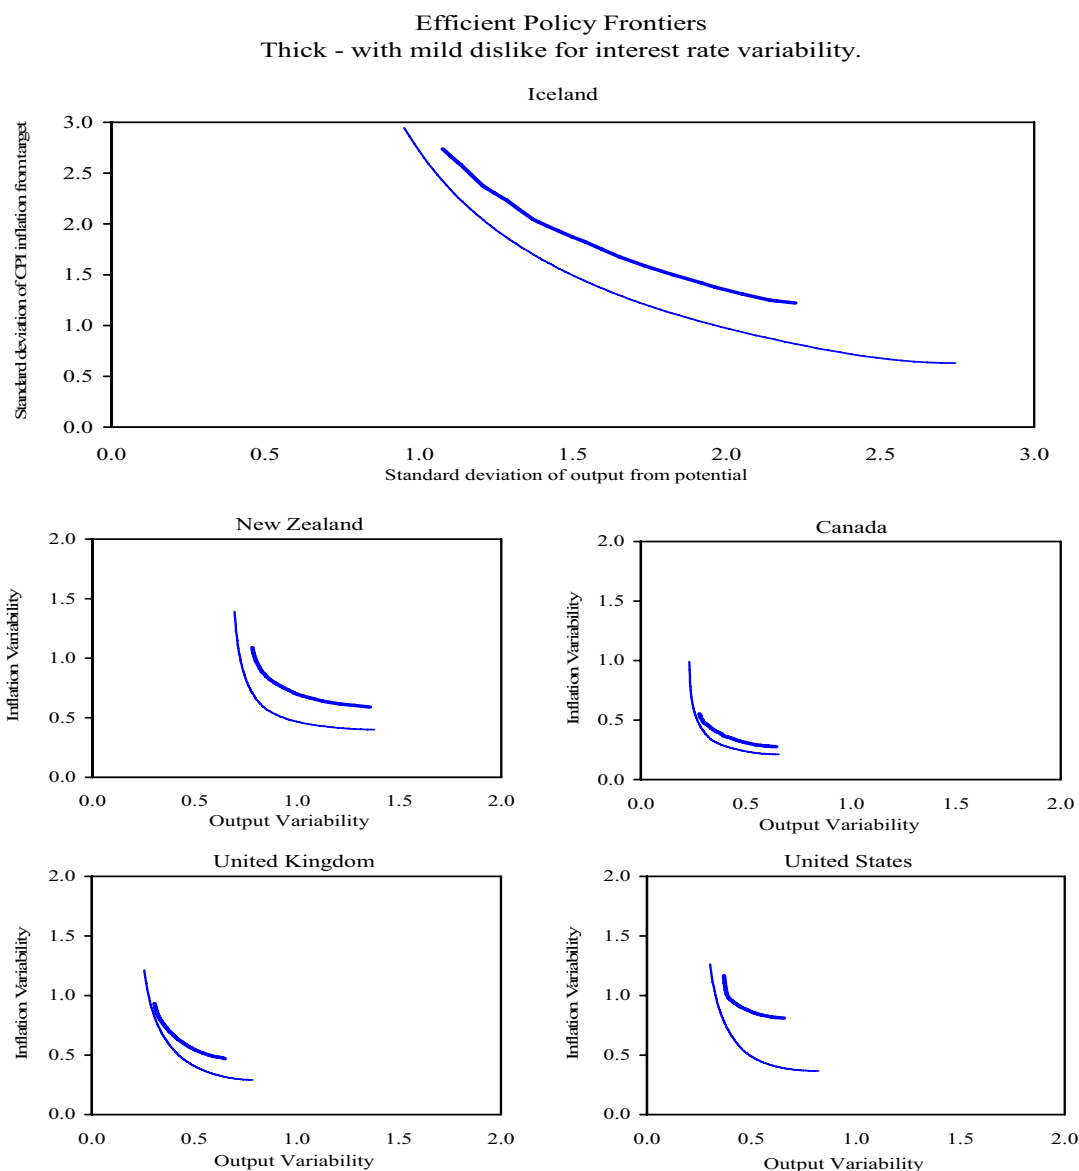 Efficient Policy Frontiers
Thick - with mild dislike for interest rate variability.
Iceland
Standard deviation of CPI inflation from target
3.0
2.5
2.0
1.5
1.0
0.5
0.0
0.0 0.5 1.0 1.5 2.0 2.5 3.0
Standard deviation of output from potential
New Zealand
Inflation Variability
2.0
1.5
1.0
0.5
0.0
0.0 0.5 1.0 1.5 2.0
Output Variability
Canada
Inflation Variability
2.0
1.5
1.0
0.5
0.0
0.0 0.5 1.0 1.5 2.0
Output Variability
United Kingdom
Inflation Variability
2.0
1.5
1.0
0.5
0.0
0.0 0.5 1.0 1.5 2.0
Output Variability
United States
Inflation Variability
2.0
1.5
1.0
0.5
0.0
0.0 0.5 1.0 1.5 2.0
Output Variability